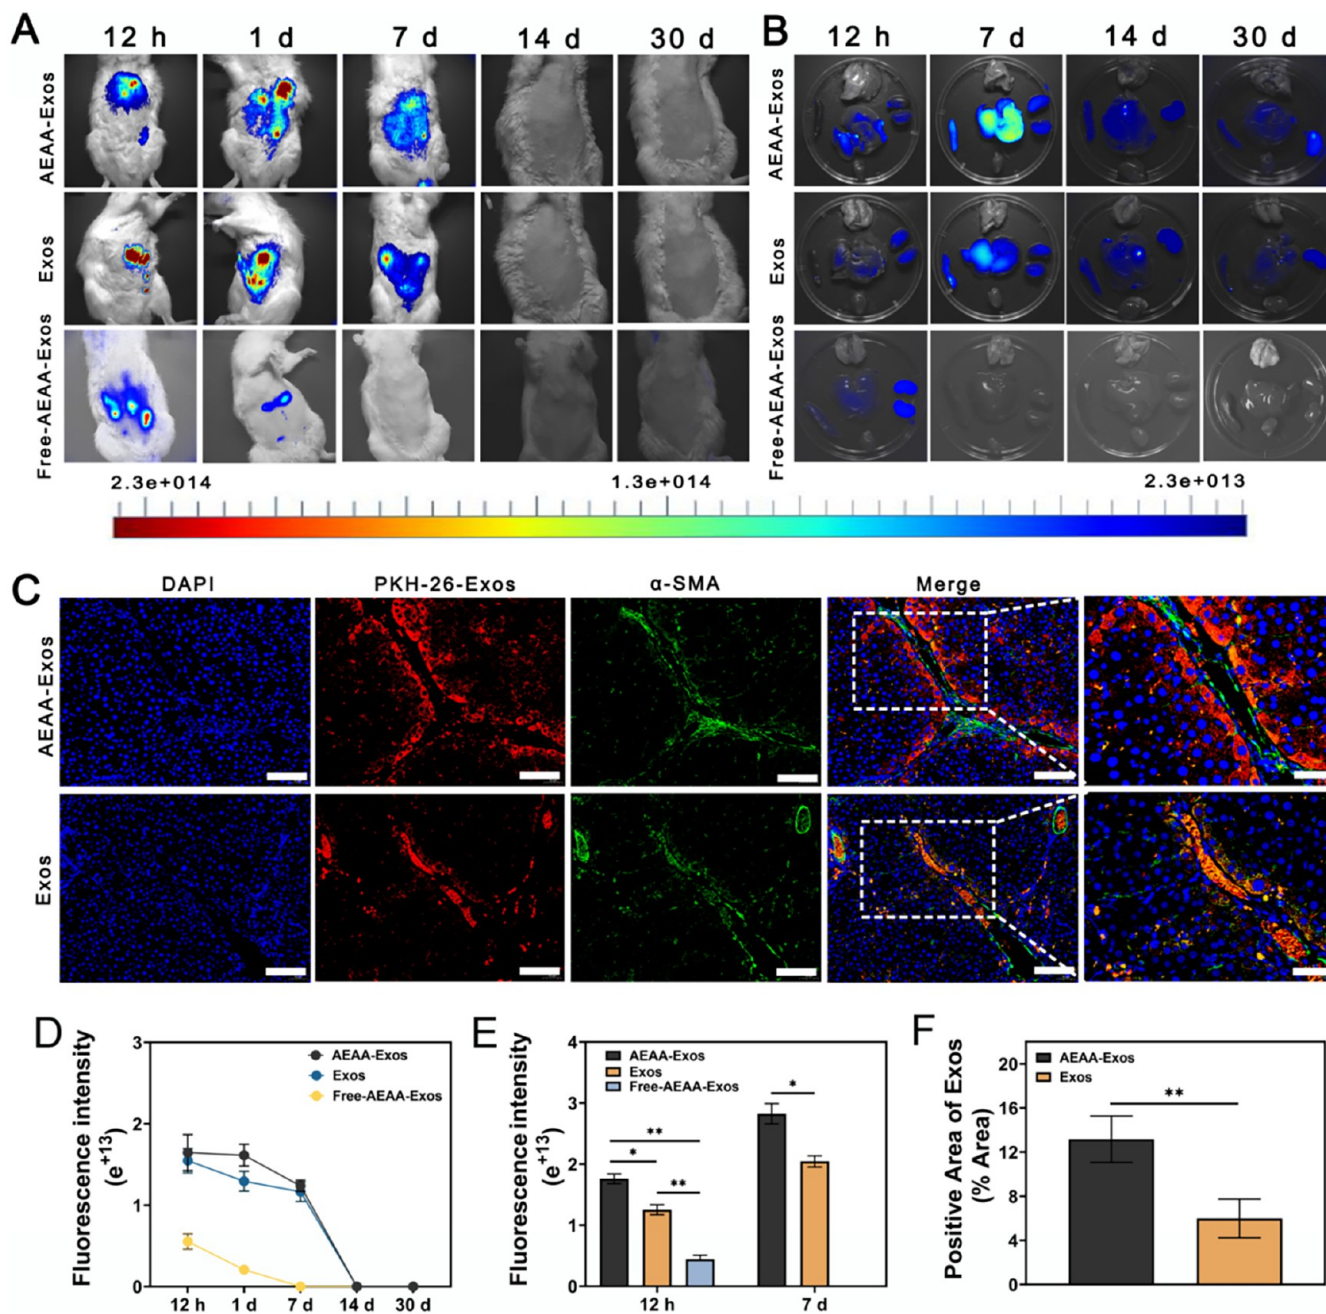 A
12 h 1 d 7 d 14 d 30 d
AEAA-Exos
Exos
Free-AEAA-Exos
B
12 h 7 d 14 d 30 d
AEAA-Exos
Exos
Free-AEAA-Exos
2.3e+014 1.3e+014 2.3e+013
C
DAPI PKH-26-Exos α-SMA Merge
AEAA-Exos
Exos
D
Fluorescence intensity
(e+13)
3
2
1
0
AEAA-Exos
Exos
Free-AEAA-Exos
12 h 1 d 7 d 14 d 30 d
E
Fluorescence intensity
(e+13)
4
3
2
1
0
AEAA-Exos
Exos
Free-AEAA-Exos
**
*
**
*
12 h 7 d
F
Positive Area of Exos
(% Area)
20
16
12
8
4
0
AEAA-Exos
Exos
**